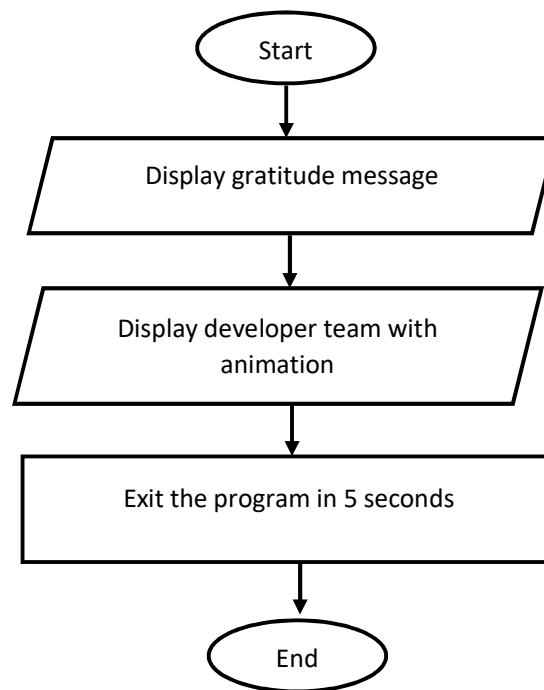 Start
Display gratitude message
Display developer team with
animation
Exit the program in 5 seconds
End